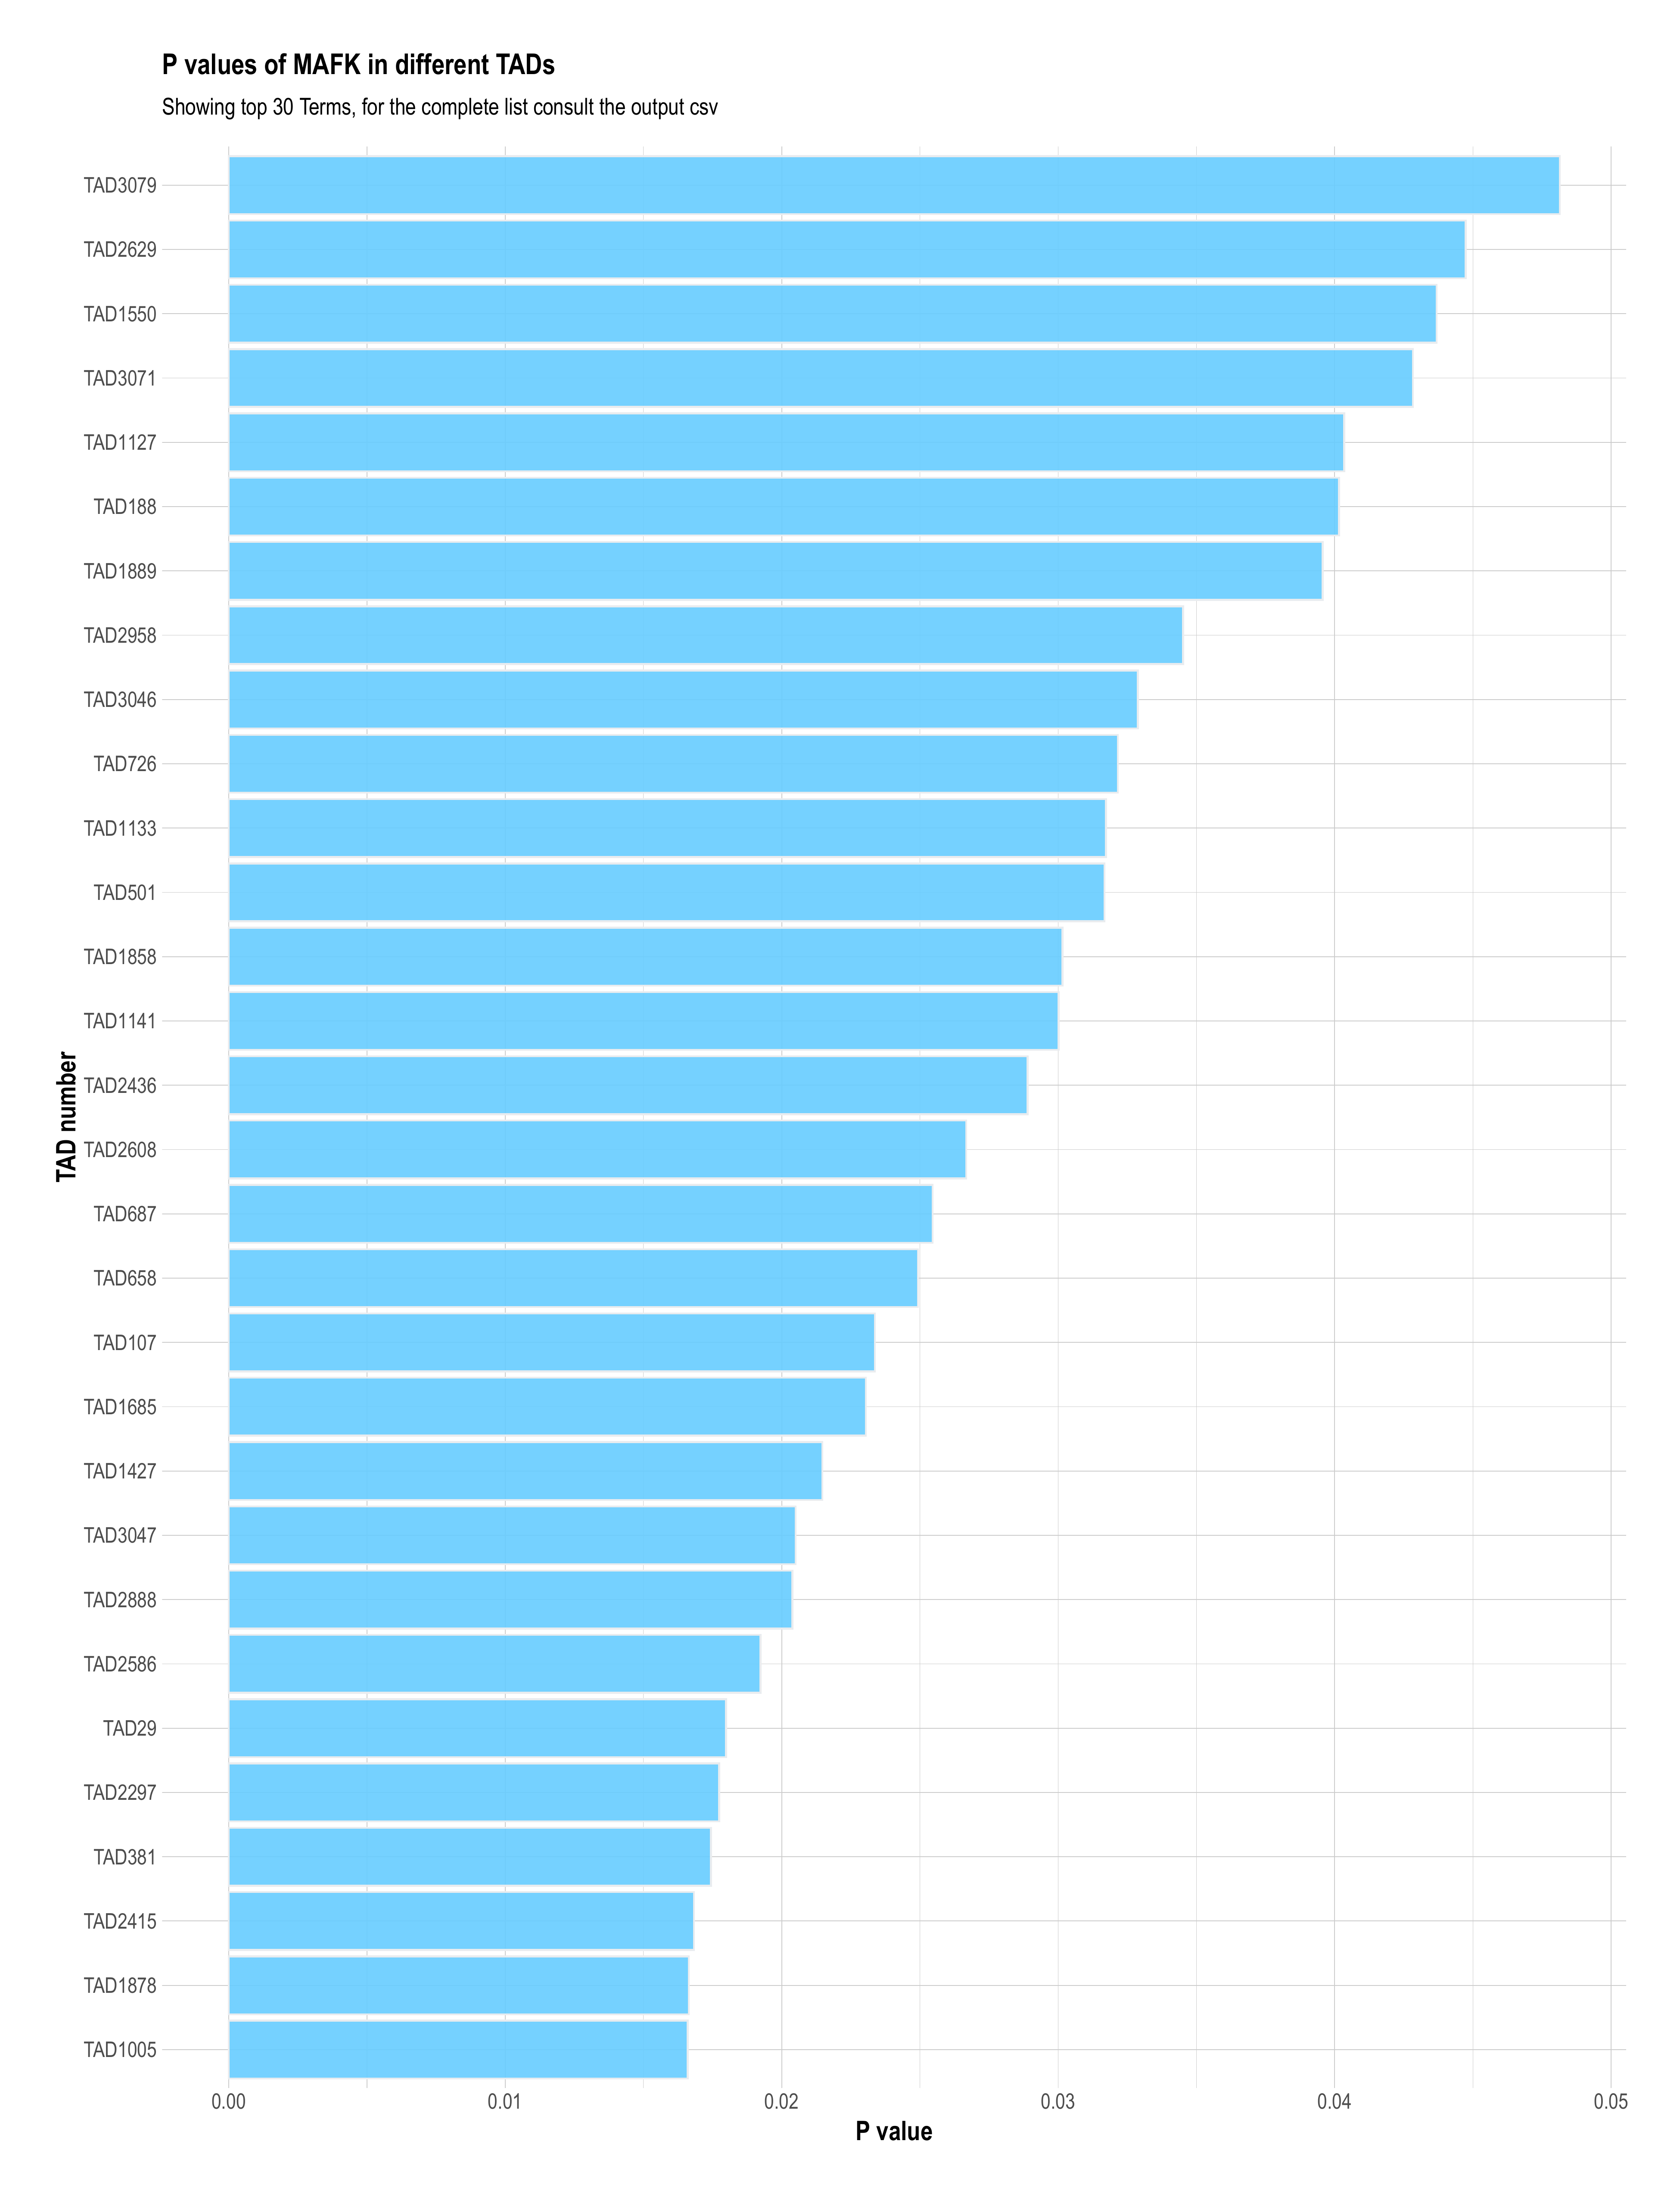 P values of MAFK in different TADs
Showing top 30 Terms, for the complete list consult the output csv
TAD number
TAD3079
TAD2629
TAD1550
TAD3071
TAD1127
TAD188
TAD1889
TAD2958
TAD3046
TAD726
TAD1133
TAD501
TAD1858
TAD1141
TAD2436
TAD2608
TAD687
TAD658
TAD107
TAD1685
TAD1427
TAD3047
TAD2888
TAD2586
TAD29
TAD2297
TAD381
TAD2415
TAD1878
TAD1005
0.00 0.01 0.02 0.03 0.04 0.05
P value